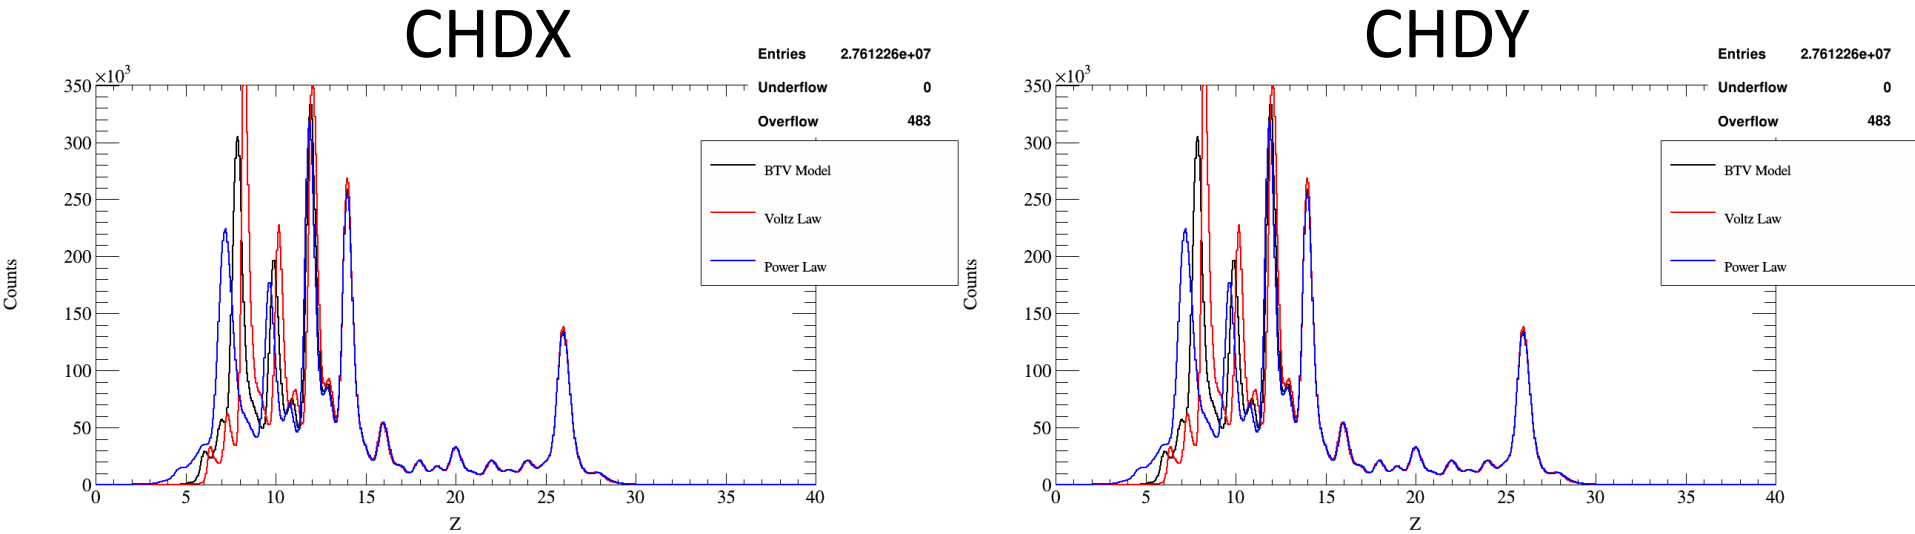 CHDX
Entries 2.761226e+07
Underflow 0
Overflow 483
×10³
350
300
250
200
150
100
50
0
Counts
BTV Model
Voltz Law
Power Law
0 5 10 15 20 25 30 35 40
Z
CHDY
Entries 2.761226e+07
Underflow 0
Overflow 483
×10³
350
300
250
200
150
100
50
0
Counts
BTV Model
Voltz Law
Power Law
0 5 10 15 20 25 30 35 40
Z